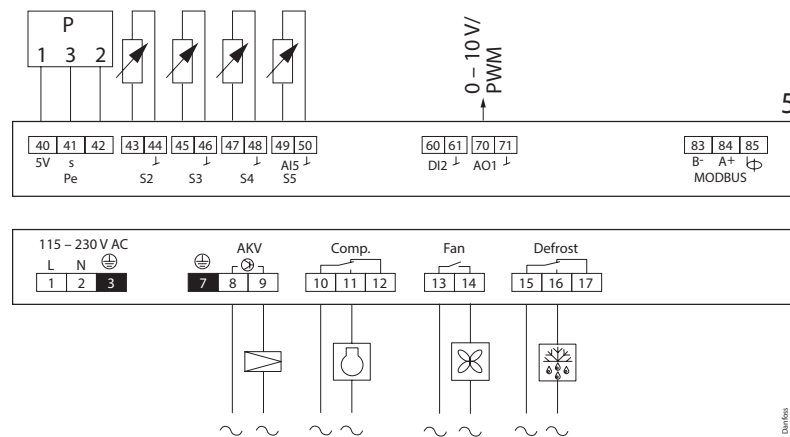 P
1 3 2
0 – 10 V/
PWM
5
40 41 42 43 44 45 46 47 48 49 50 60 61 70 71 83 84 85
5V s AI5 DI2 AO1 B- A+
Pe S2 S3 S4 S5 MODBUS
115 – 230 V AC AKV Comp. Fan Defrost
L N
1 2 3 7 8 9 10 11 12 13 14 15 16 17
Danfoss